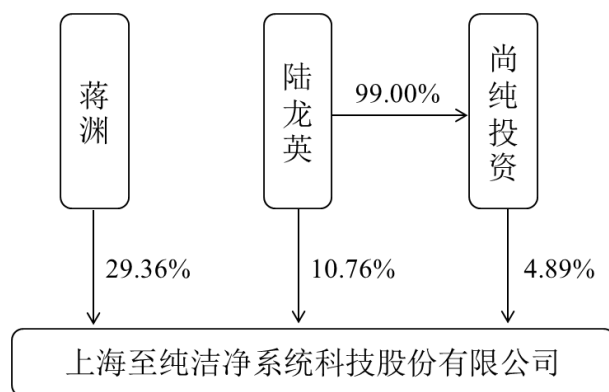 蒋渊
陆龙英
尚纯投资
99.00%
29.36%
10.76%
4.89%
上海至纯洁净系统科技股份有限公司